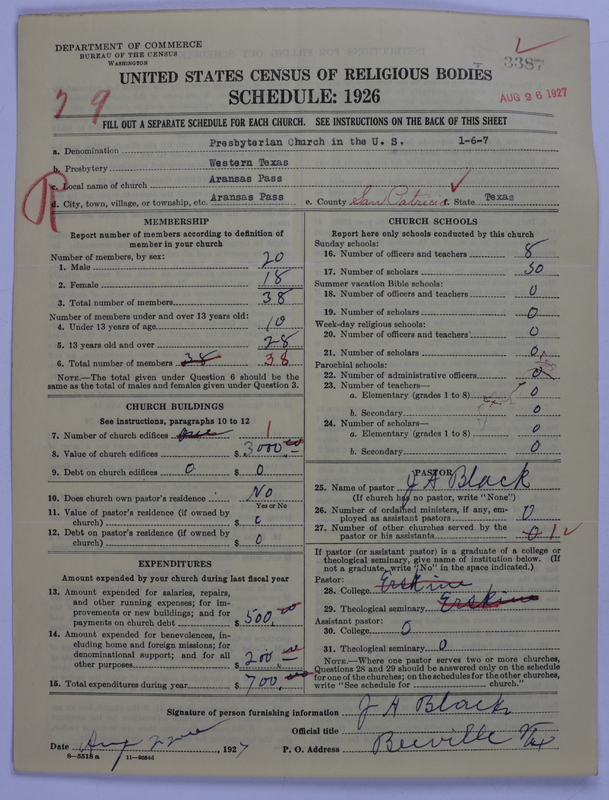 DEPARTMENT OF COMMERCE
BUREAU OF THE CENSUS
WASHINGTON
3387
UNITED STATES CENSUS OF RELIGIOUS BODIES
SCHEDULE: 1926
AUG 26 1927
79
FILL OUT A SEPARATE SCHEDULE FOR EACH CHURCH. SEE INSTRUCTIONS ON THE BACK OF THIS SHEET
a. Denomination Presbyterian Church in the U. S. 1-6-7
b. Presbytery Western Texas
c. Local name of church Aransas Pass
d. City, town, village, or township, etc. Aransas Pass e. County San Patricio f. State Texas
MEMBERSHIP
Report number of members according to definition of
member in your church
Number of members, by sex:
1. Male 20
2. Female 18
3. Total number of members 38
Number of members under and over 13 years old:
4. Under 13 years of age 10
5. 13 years old and over 28
6. Total number of members 38 38
NOTE.—The total given under Question 6 should be the
same as the total of males and females given under Question 3.
CHURCH BUILDINGS
See instructions, paragraphs 10 to 12
7. Number of church edifices one 1
8. Value of church edifices $ 3000.00
9. Debt on church edifices 0 $ 0
10. Does church own pastor's residence No
Yes or No
11. Value of pastor's residence (if owned by
church) $ 0
12. Debt on pastor's residence (if owned by
church) $ 0
EXPENDITURES
Amount expended by your church during last fiscal year
13. Amount expended for salaries, repairs,
and other running expenses; for im-
provements or new buildings; and for
payments on church debt $ 500.00
14. Amount expended for benevolences, in-
cluding home and foreign missions; for
denominational support; and for all
other purposes $ 200.00
15. Total expenditures during year $ 700.00
CHURCH SCHOOLS
Report here only schools conducted by this church
Sunday schools:
16. Number of officers and teachers 8
17. Number of scholars 50
Summer vacation Bible schools:
18. Number of officers and teachers 0
19. Number of scholars 0
Week-day religious schools:
20. Number of officers and teachers 0
21. Number of scholars 0
Parochial schools:
22. Number of administrative officers 0
23. Number of teachers—
a. Elementary (grades 1 to 8) 0
b. Secondary 0
24. Number of scholars—
a. Elementary (grades 1 to 8) 0
b. Secondary 0
PASTOR
25. Name of pastor J A Black
(If church has no pastor, write "None")
26. Number of ordained ministers, if any, em-
ployed as assistant pastors 0
27. Number of other churches served by the
pastor or his assistants 0 1
If pastor (or assistant pastor) is a graduate of a college or
theological seminary, give name of institution below. (If
not a graduate, write "No" in the space indicated.)
Pastor:
28. College Erskine
29. Theological seminary Erskine
Assistant pastor:
30. College 0
31. Theological seminary 0
NOTE.—Where one pastor serves two or more churches,
Questions 28 and 29 should be answered only on the schedule
for one of the churches; on the schedules for the other churches,
write "See schedule for church."
Signature of person furnishing information J A Black
Official title
Date Aug , 1927 P. O. Address Beeville Tex
8—5518 a